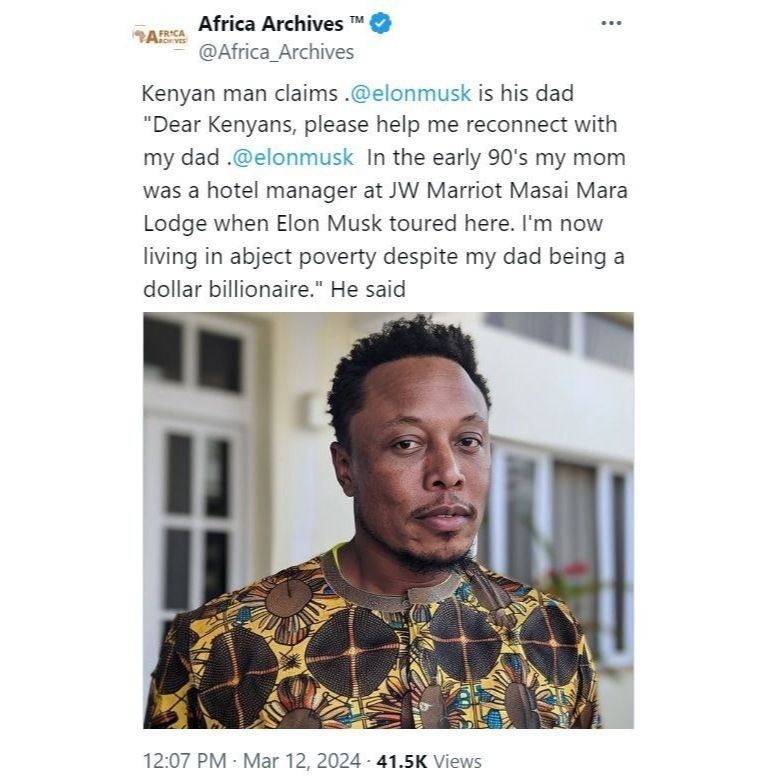 Africa Archives ™
AFRICA
ARCHIVES
@Africa_Archives
Kenyan man claims .@elonmusk is his dad
"Dear Kenyans, please help me reconnect with
my dad .@elonmusk In the early 90's my mom
was a hotel manager at JW Marriot Masai Mara
Lodge when Elon Musk toured here. I'm now
living in abject poverty despite my dad being a
dollar billionaire." He said
12:07 PM · Mar 12, 2024 · 41.5K Views